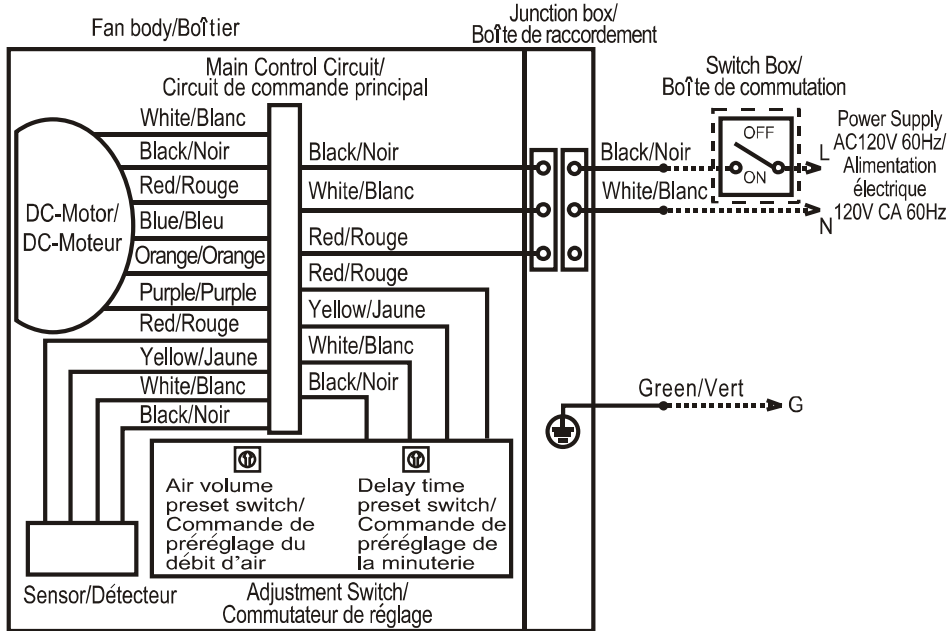 Fan body/Boîtier
Junction box/
Boîte de raccordement
Main Control Circuit/
Circuit de commande principal
Switch Box/
Boîte de commutation
White/Blanc
Black/Noir
Red/Rouge
Blue/Bleu
Orange/Orange
Purple/Purple
Red/Rouge
Yellow/Jaune
White/Blanc
Black/Noir
DC-Motor/
DC-Moteur
Black/Noir
White/Blanc
Red/Rouge
Red/Rouge
Yellow/Jaune
White/Blanc
Black/Noir
Black/Noir
White/Blanc
OFF
ON
L
N
Power Supply
AC120V 60Hz/
Alimentation
électrique
120V CA 60Hz
Green/Vert
G
Air volume
preset switch/
Commande de
préréglage du
débit d'air
Delay time
preset switch/
Commande de
préréglage de
la minuterie
Sensor/Détecteur
Adjustment Switch/
Commutateur de réglage